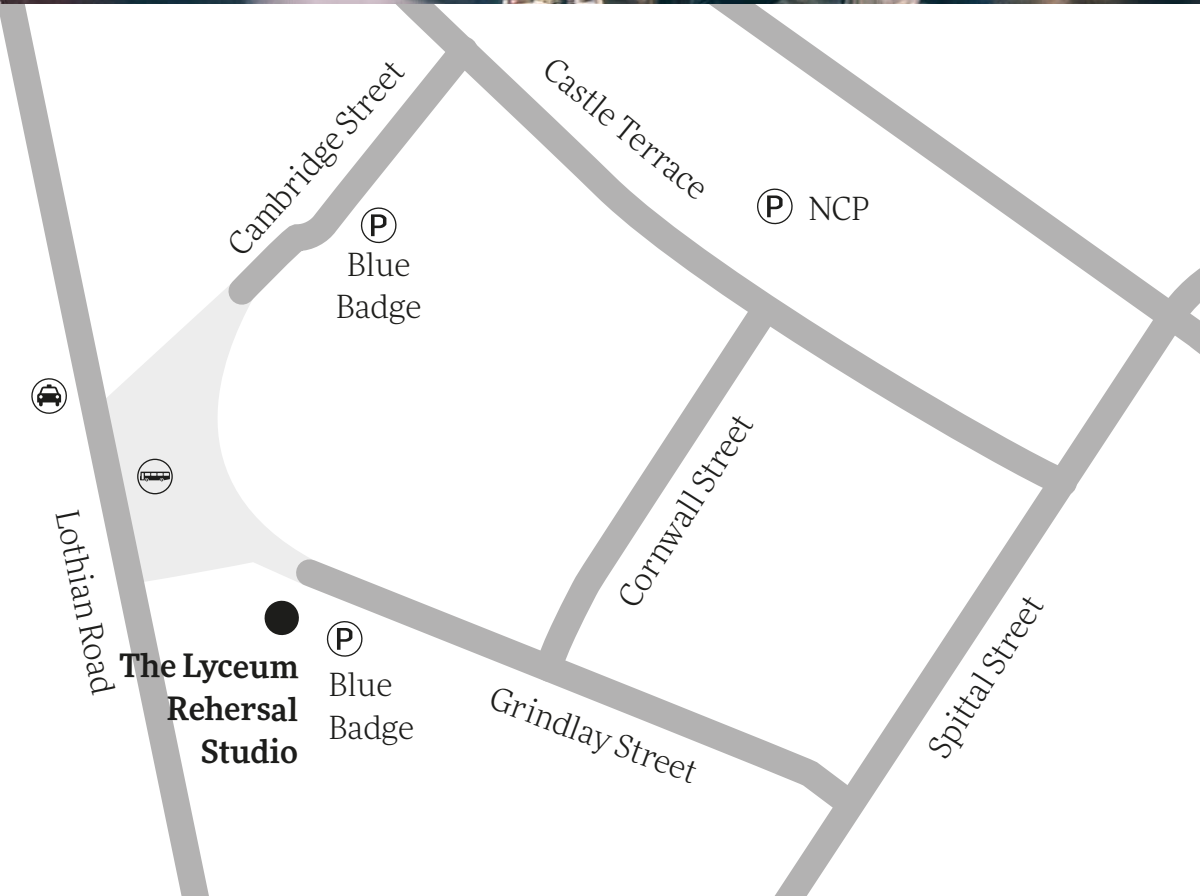 Castle Terrace
Cambridge Street
P NCP
P
Blue
Badge
Cornwall Street
Lothian Road
The Lyceum
Rehersal
Studio
P
Blue
Badge
Grindlay Street
Spittal Street